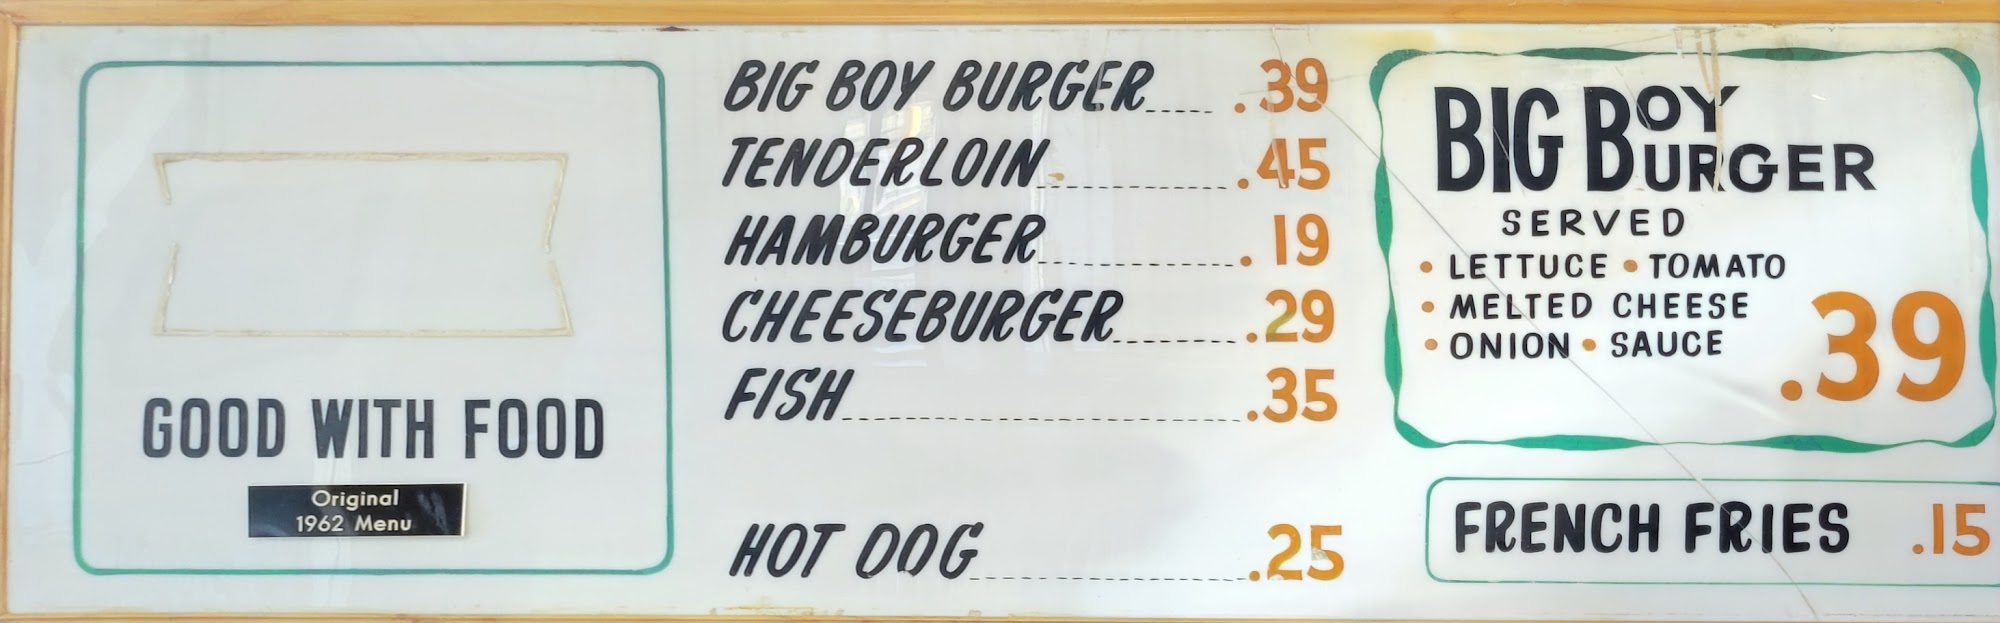 GOOD WITH FOOD
Original
1962 Menu
BIG BOY BURGER .39
TENDERLOIN .45
HAMBURGER .19
CHEESEBURGER .29
FISH .35
HOT DOG .25
BIG BOY BURGER
SERVED
• LETTUCE • TOMATO
• MELTED CHEESE
• ONION • SAUCE
.39
FRENCH FRIES .15